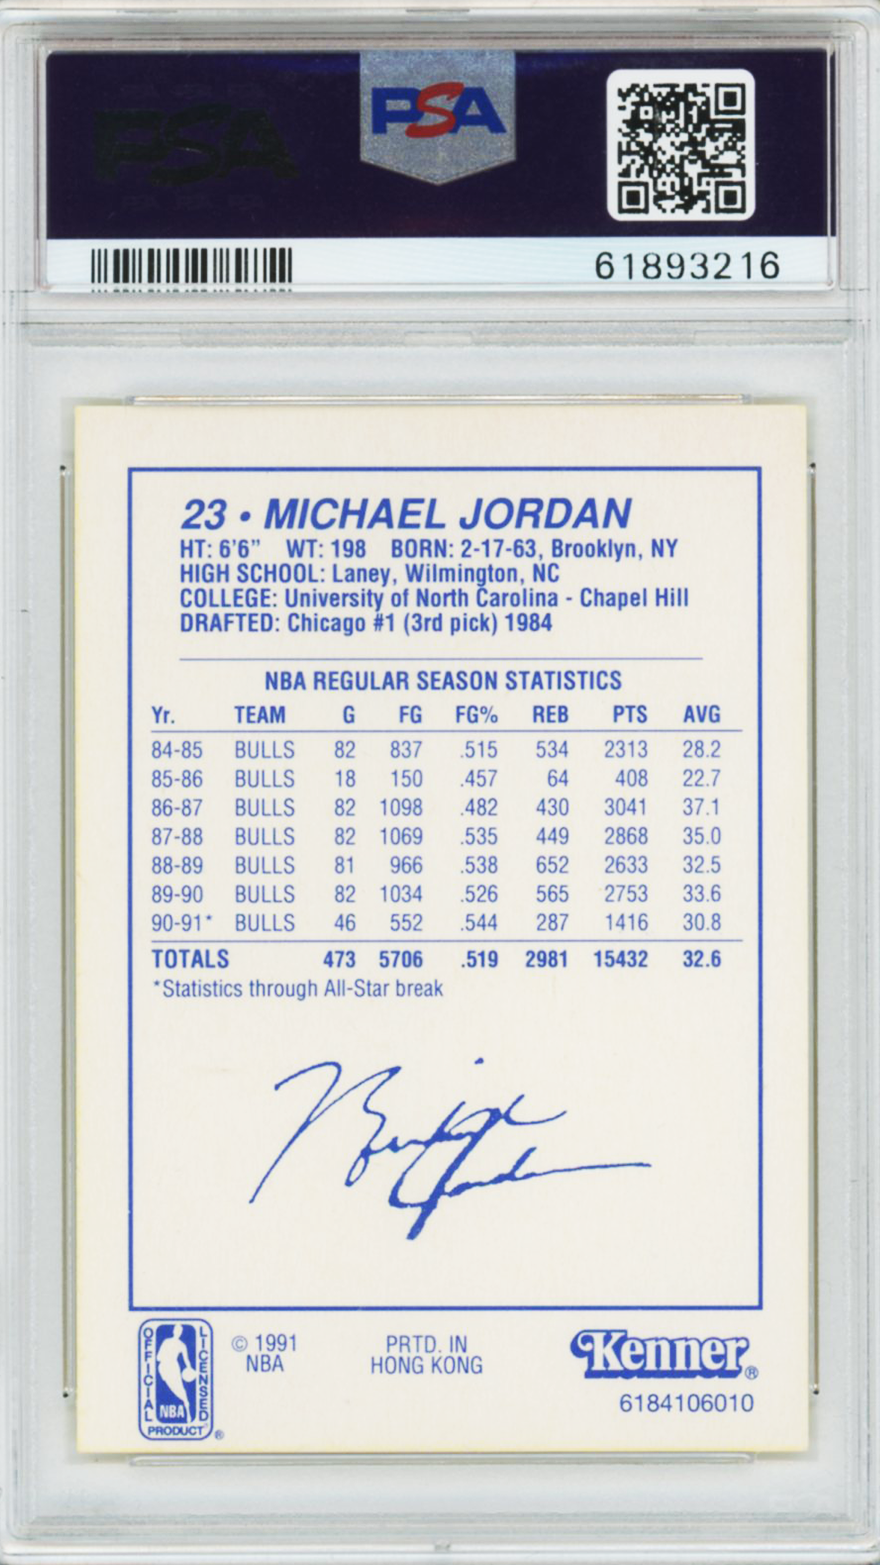 PSA
PSA
61893216
23 • MICHAEL JORDAN
HT: 6'6" WT: 198 BORN: 2-17-63, Brooklyn, NY
HIGH SCHOOL: Laney, Wilmington, NC
COLLEGE: University of North Carolina - Chapel Hill
DRAFTED: Chicago #1 (3rd pick) 1984
NBA REGULAR SEASON STATISTICS
Yr. TEAM G FG FG% REB PTS AVG
84-85 BULLS 82 837 .515 534 2313 28.2
85-86 BULLS 18 150 .457 64 408 22.7
86-87 BULLS 82 1098 .482 430 3041 37.1
87-88 BULLS 82 1069 .535 449 2868 35.0
88-89 BULLS 81 966 .538 652 2633 32.5
89-90 BULLS 82 1034 .526 565 2753 33.6
90-91* BULLS 46 552 .544 287 1416 30.8
TOTALS 473 5706 .519 2981 15432 32.6
*Statistics through All-Star break
Michael Jordan
OFFICIAL LICENSED
NBA
PRODUCT ®
© 1991
NBA
PRTD. IN
HONG KONG
Kenner®
6184106010